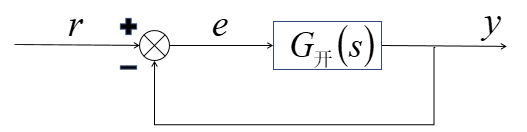 r + e G开(s) y
−